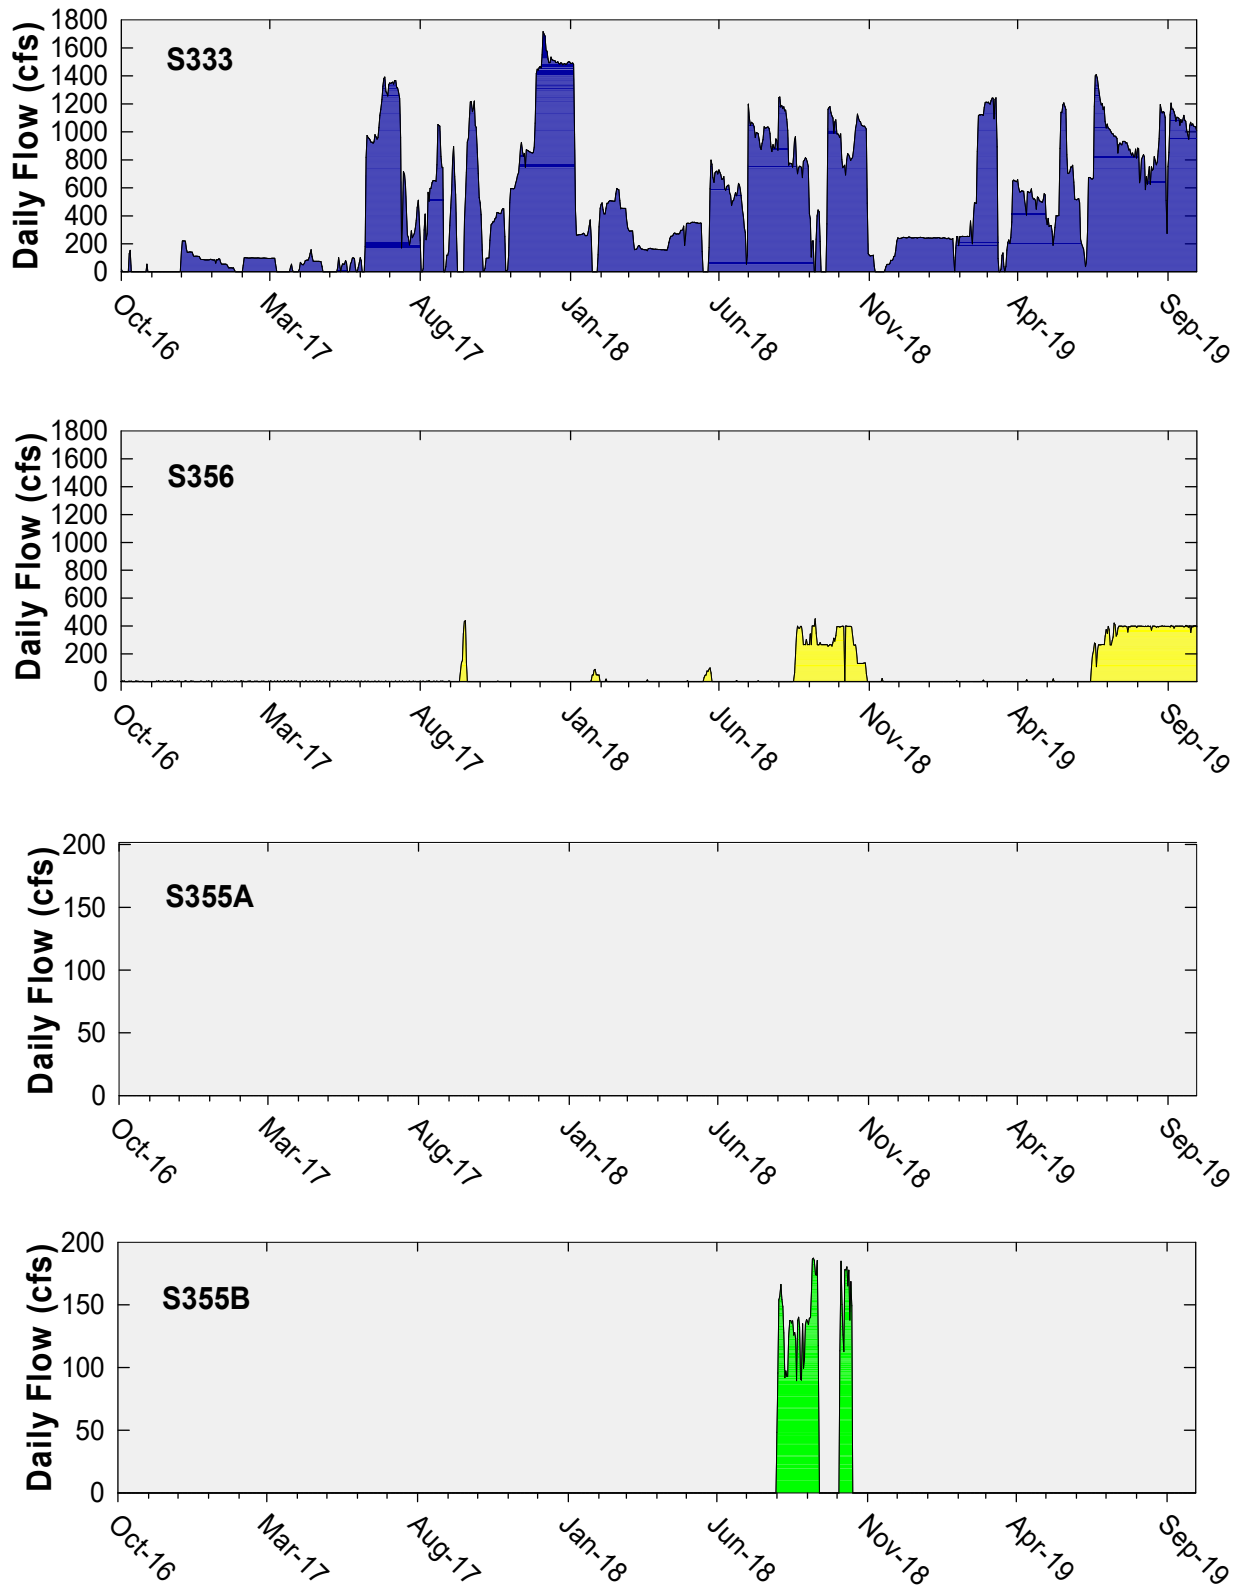 Daily Flow (cfs)
1800
1600
1400
1200
1000
800
600
400
200
0
S333
Oct-16
Mar-17
Aug-17
Jan-18
Jun-18
Nov-18
Apr-19
Sep-19
Daily Flow (cfs)
1800
1600
1400
1200
1000
800
600
400
200
0
S356
Oct-16
Mar-17
Aug-17
Jan-18
Jun-18
Nov-18
Apr-19
Sep-19
Daily Flow (cfs)
200
150
100
50
0
S355A
Oct-16
Mar-17
Aug-17
Jan-18
Jun-18
Nov-18
Apr-19
Sep-19
Daily Flow (cfs)
200
150
100
50
0
S355B
Oct-16
Mar-17
Aug-17
Jan-18
Jun-18
Nov-18
Apr-19
Sep-19